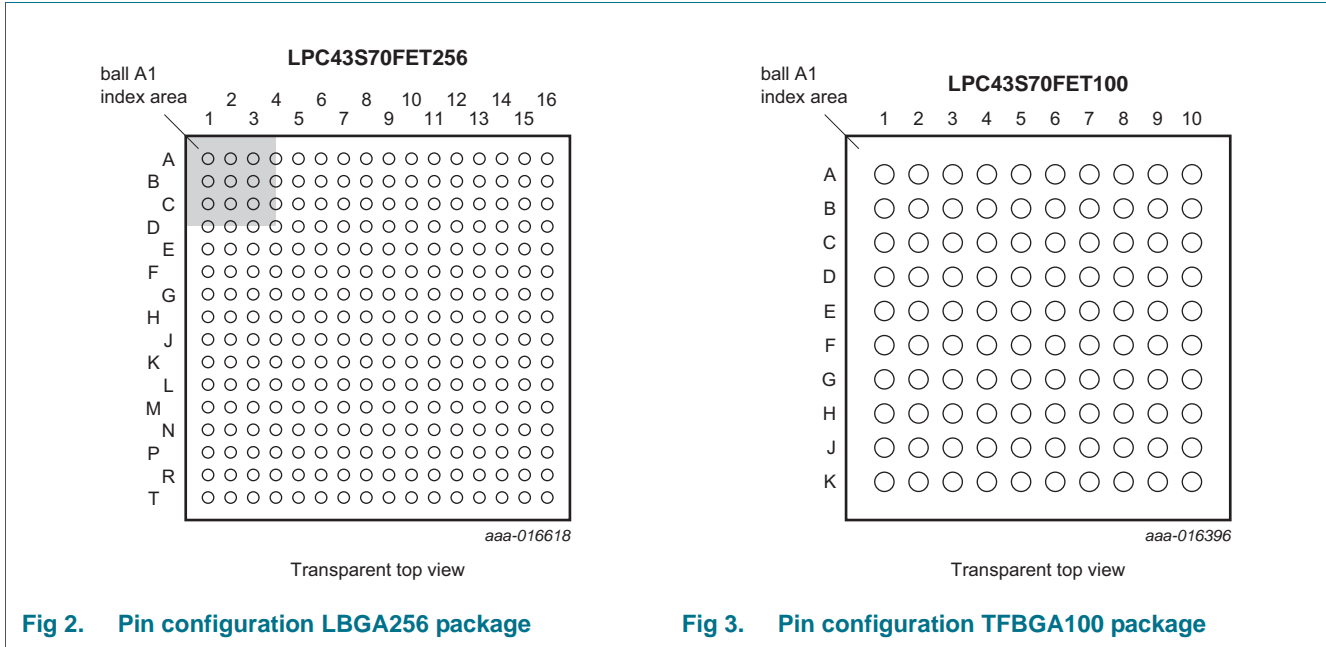 LPC43S70FET256
ball A1
index area
2 4 6 8 10 12 14 16
1 3 5 7 9 11 13 15
A
B
C
D
E
F
G
H
J
K
L
M
N
P
R
T
aaa-016618
Transparent top view
Fig 2. Pin configuration LBGA256 package
ball A1
index area
LPC43S70FET100
1 2 3 4 5 6 7 8 9 10
A
B
C
D
E
F
G
H
J
K
aaa-016396
Transparent top view
Fig 3. Pin configuration TFBGA100 package